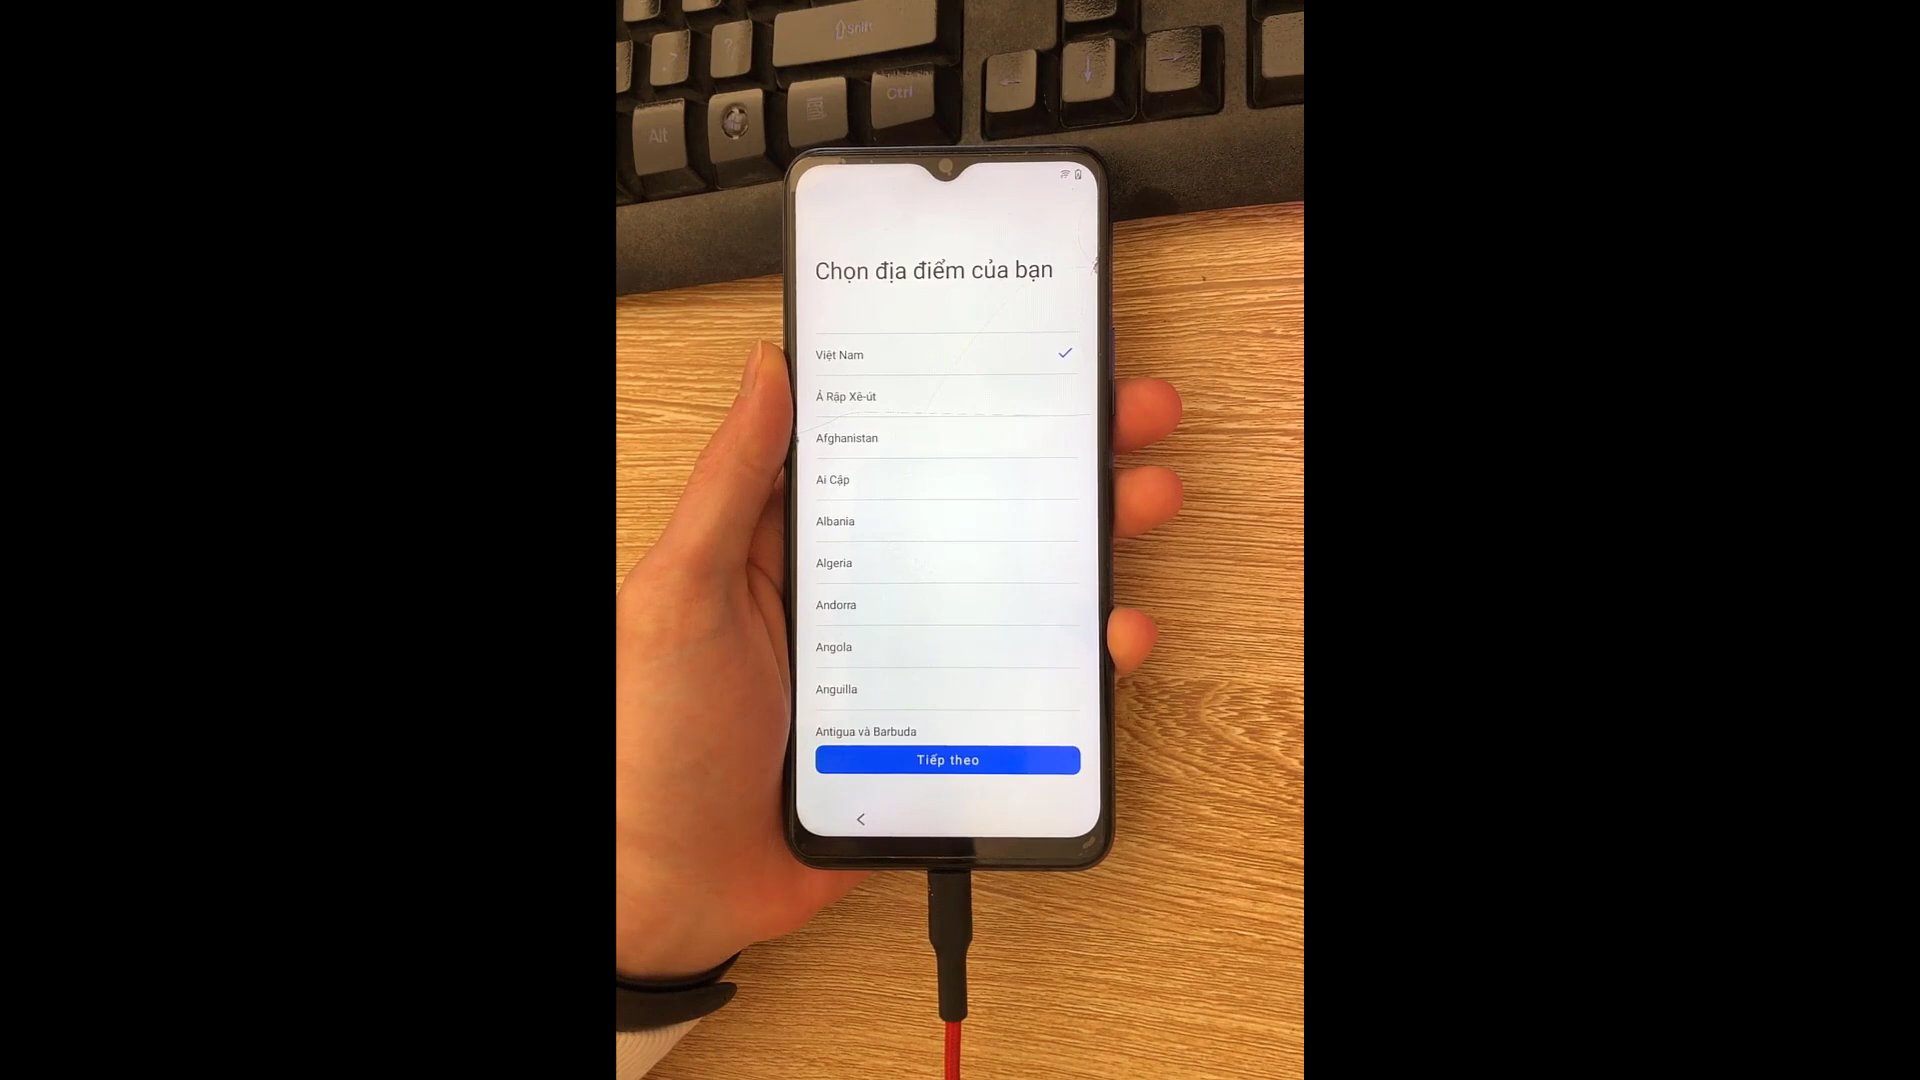 Shift
?
Ctrl
Alt
Chọn địa điểm của bạn
Việt Nam
Ả Rập Xê-út
Afghanistan
Ai Cập
Albania
Algeria
Andorra
Angola
Anguilla
Antigua và Barbuda
Tiếp theo